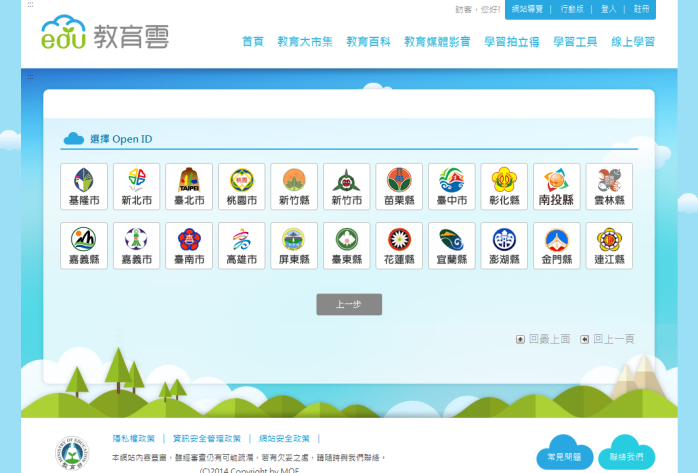 :::
訪客，您好!
網站導覽 | 行動版 | 登入 | 註冊
edu 教育雲
首頁 教育大市集 教育百科 教育媒體影音 學習拍立得 學習工具 線上學習
:::
選擇 Open ID
TAIPEI 桃園
基隆市 新北市 臺北市 桃園市 新竹縣 新竹市 苗栗縣 臺中市 彰化縣 南投縣 雲林縣
嘉義縣 嘉義市 臺南市 高雄市 屏東縣 臺東縣 花蓮縣 宜蘭縣 澎湖縣 金門縣 連江縣
上一步
回最上面 回上一頁
隱私權政策 | 資訊安全管理政策 | 網站安全政策 |
本網站內容豐富，雖經審查仍有可能疏漏，若有欠妥之處，請隨時與我們聯絡，
(C)2014 Copyright by MOE
MINISTRY OF EDUCATION
教育部
常見問題
聯絡我們